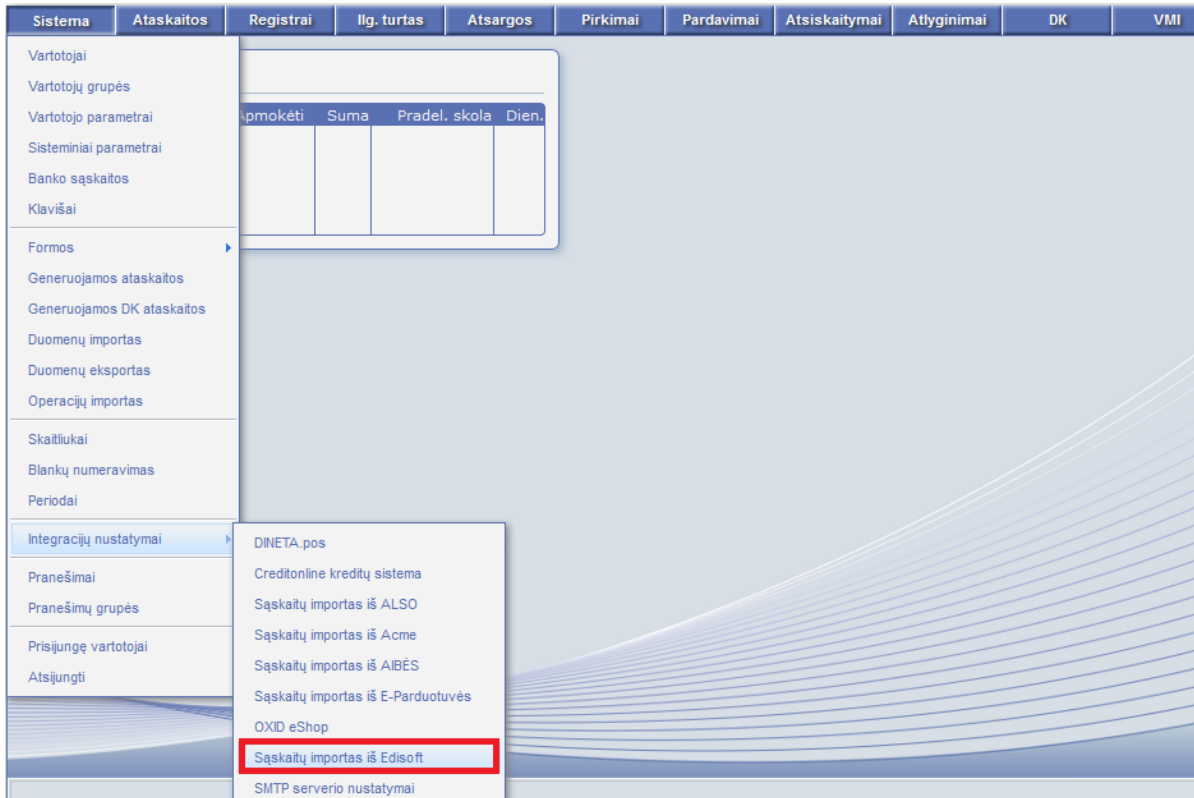 Sistema Ataskaitos Registrai Ilg. turtas Atsargos Pirkimai Pardavimai Atsiskaitymai Atlyginimai DK VMI
Vartotojai
Vartotojų grupės
Vartotojo parametrai
Sisteminiai parametrai
Banko sąskaitos
Klavišai
Formos
Generuojamos ataskaitos
Generuojamos DK ataskaitos
Duomenų importas
Duomenų eksportas
Operacijų importas
Skaitliukai
Blankų numeravimas
Periodai
Integracijų nustatymai
Pranešimai
Pranešimų grupės
Prisijungę vartotojai
Atsijungti
Apmokėti Suma Pradel. skola Dien.
DINETA.pos
Creditonline kreditų sistema
Sąskaitų importas iš ALSO
Sąskaitų importas iš Acme
Sąskaitų importas iš AIBĖS
Sąskaitų importas iš E-Parduotuvės
OXID eShop
Sąskaitų importas iš Edisoft
SMTP serverio nustatymai